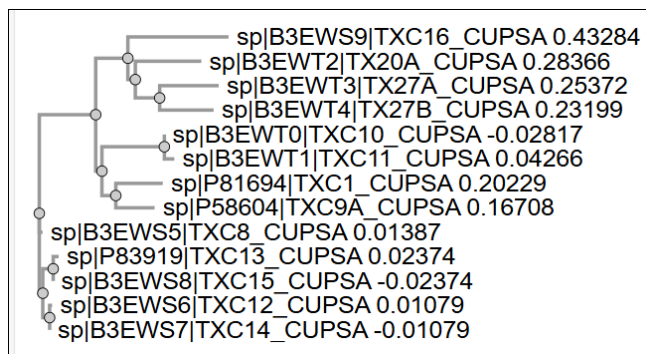 sp|B3EWS9|TXC16_CUPSA 0.43284
sp|B3EWT2|TX20A_CUPSA 0.28366
sp|B3EWT3|TX27A_CUPSA 0.25372
sp|B3EWT4|TX27B_CUPSA 0.23199
sp|B3EWT0|TXC10_CUPSA -0.02817
sp|B3EWT1|TXC11_CUPSA 0.04266
sp|P81694|TXC1_CUPSA 0.20229
sp|P58604|TXC9A_CUPSA 0.16708
sp|B3EWS5|TXC8_CUPSA 0.01387
sp|P83919|TXC13_CUPSA 0.02374
sp|B3EWS8|TXC15_CUPSA -0.02374
sp|B3EWS6|TXC12_CUPSA 0.01079
sp|B3EWS7|TXC14_CUPSA -0.01079